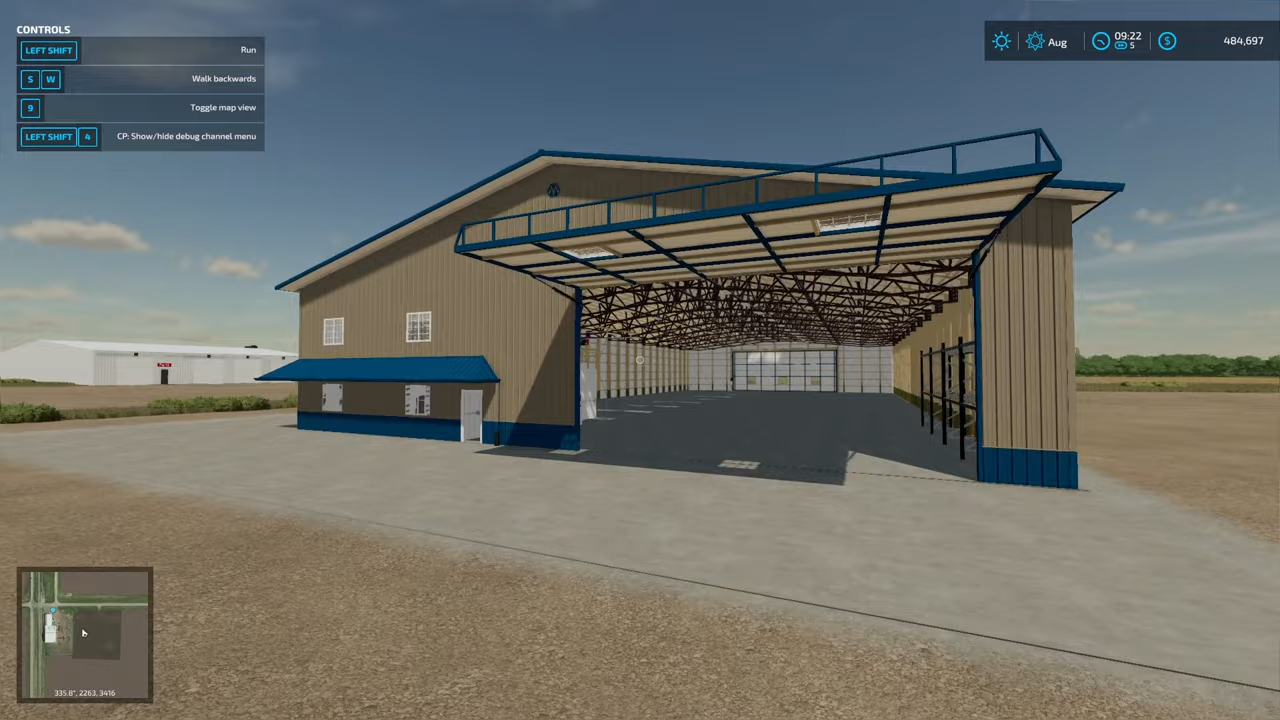 CONTROLS
LEFT SHIFT Run
S W Walk backwards
9 Toggle map view
LEFT SHIFT 4 CP: Show/hide debug channel menu
Aug 09:22 5 $ 484,697
335.8°, 2263, 3416